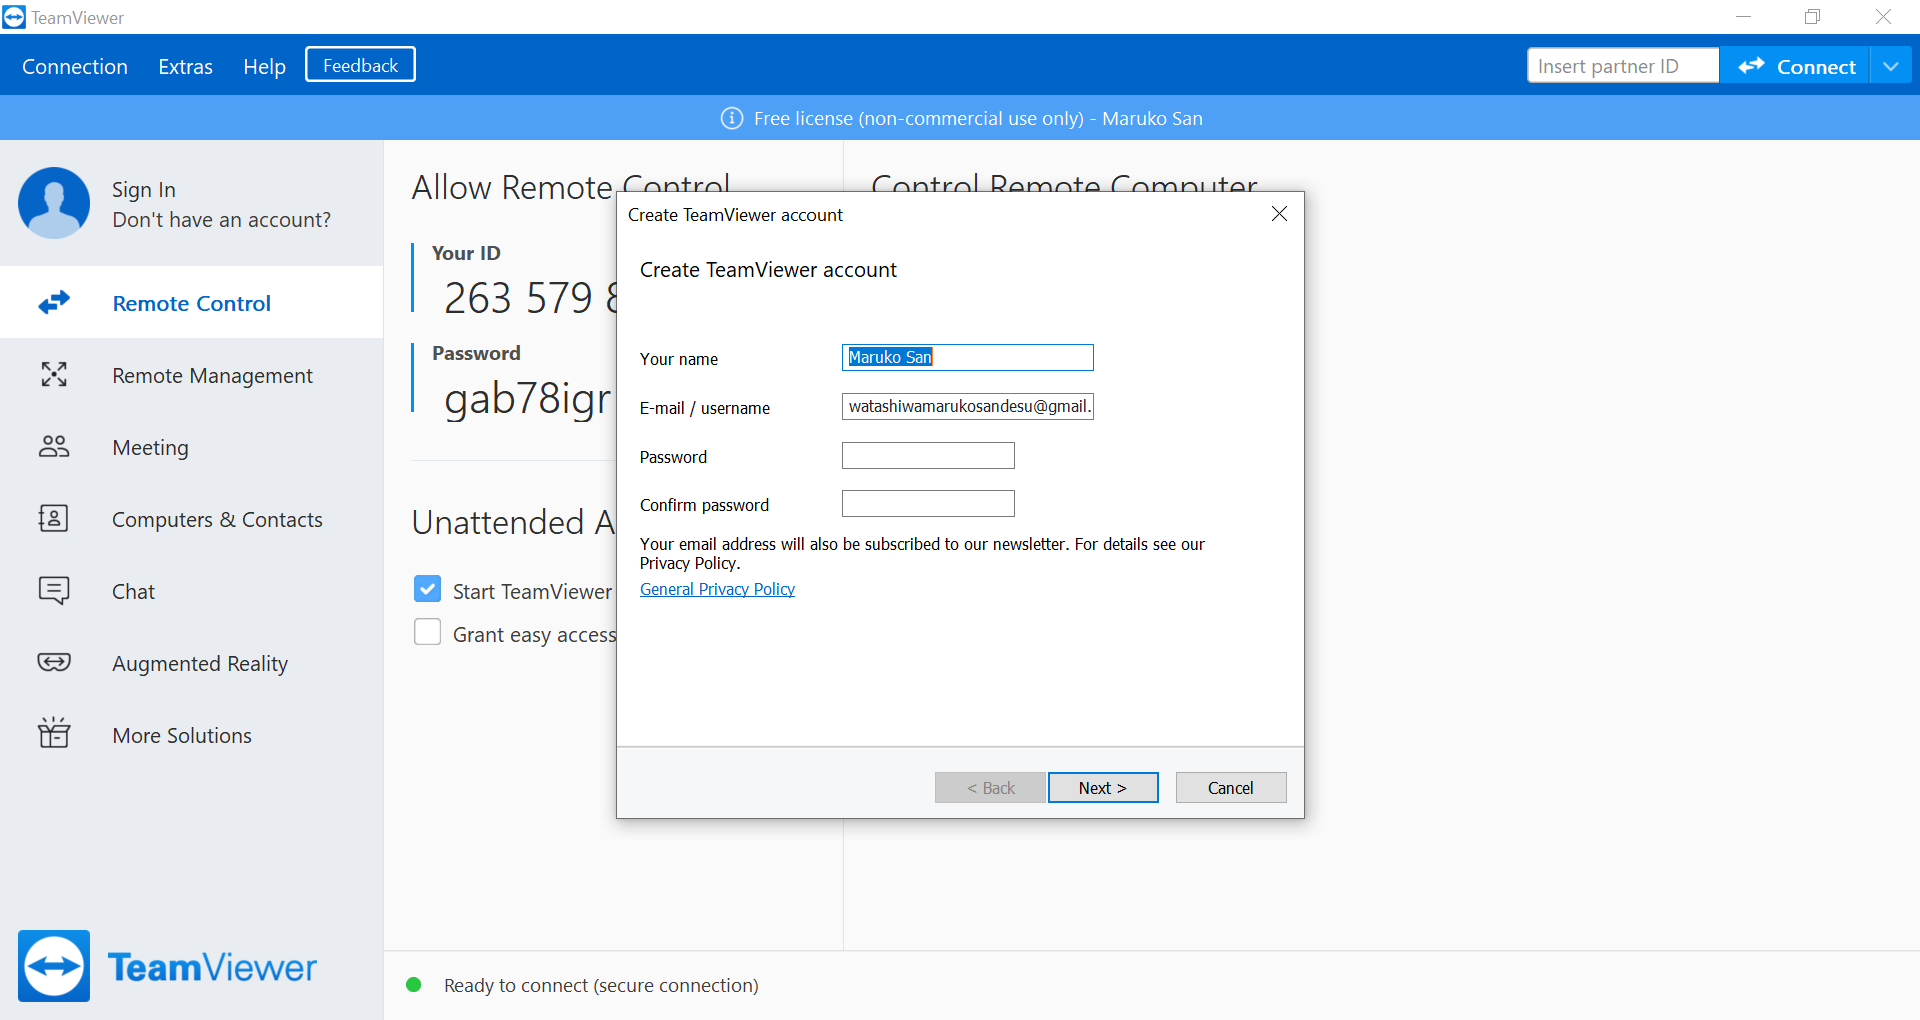 TeamViewer
Connection Extras Help Feedback
Insert partner ID Connect
Free license (non-commercial use only) - Maruko San
Sign In
Don't have an account?
Remote Control
Remote Management
Meeting
Computers & Contacts
Chat
Augmented Reality
More Solutions
TeamViewer
Allow Remote Control
Your ID
263 579
Password
gab78igr
Unattended
Start TeamViewer
Grant easy access
Control Remote Computer
Create TeamViewer account
Create TeamViewer account
Your name Maruko San
E-mail / username watashiwamarukosandesu@gmail.
Password
Confirm password
Your email address will also be subscribed to our newsletter. For details see our
Privacy Policy.
General Privacy Policy
< Back Next > Cancel
Ready to connect (secure connection)